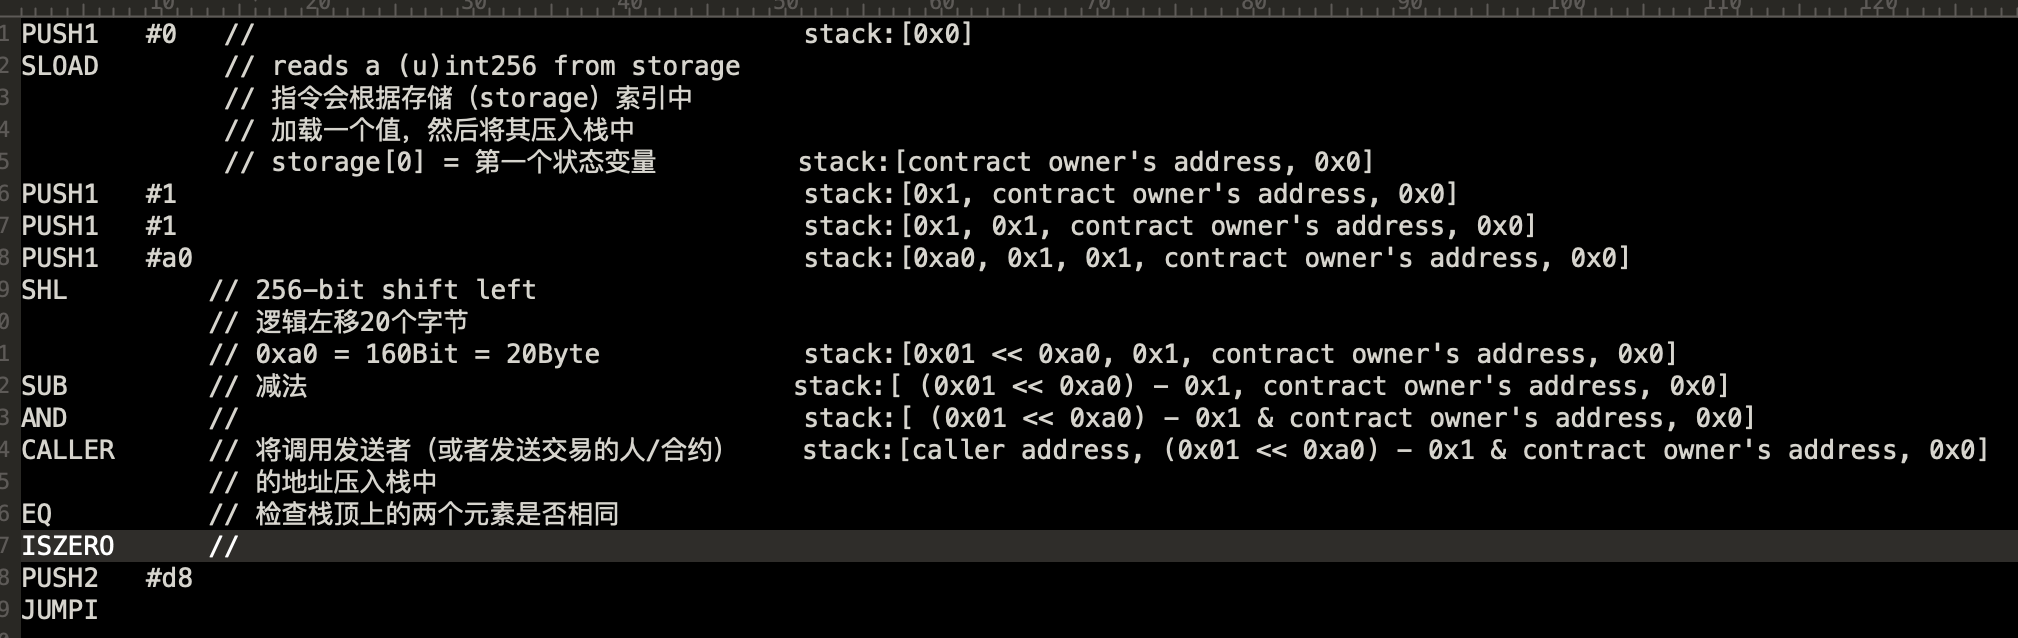 10 20 30 40 50 60 70 80 90 100 110 120
1 PUSH1 #0 // stack:[0x0]
2 SLOAD // reads a (u)int256 from storage
3 // 指令会根据存储（storage）索引中
4 // 加载一个值，然后将其压入栈中
5 // storage[0] = 第一个状态变量 stack:[contract owner's address, 0x0]
6 PUSH1 #1 stack:[0x1, contract owner's address, 0x0]
7 PUSH1 #1 stack:[0x1, 0x1, contract owner's address, 0x0]
8 PUSH1 #a0 stack:[0xa0, 0x1, 0x1, contract owner's address, 0x0]
9 SHL // 256-bit shift left
0 // 逻辑左移20个字节
1 // 0xa0 = 160Bit = 20Byte stack:[0x01 << 0xa0, 0x1, contract owner's address, 0x0]
2 SUB // 减法 stack:[ (0x01 << 0xa0) - 0x1, contract owner's address, 0x0]
3 AND // stack:[ (0x01 << 0xa0) - 0x1 & contract owner's address, 0x0]
4 CALLER // 将调用发送者（或者发送交易的人/合约） stack:[caller address, (0x01 << 0xa0) - 0x1 & contract owner's address, 0x0]
5 // 的地址压入栈中
6 EQ // 检查栈顶上的两个元素是否相同
7 ISZERO //
8 PUSH2 #d8
9 JUMPI